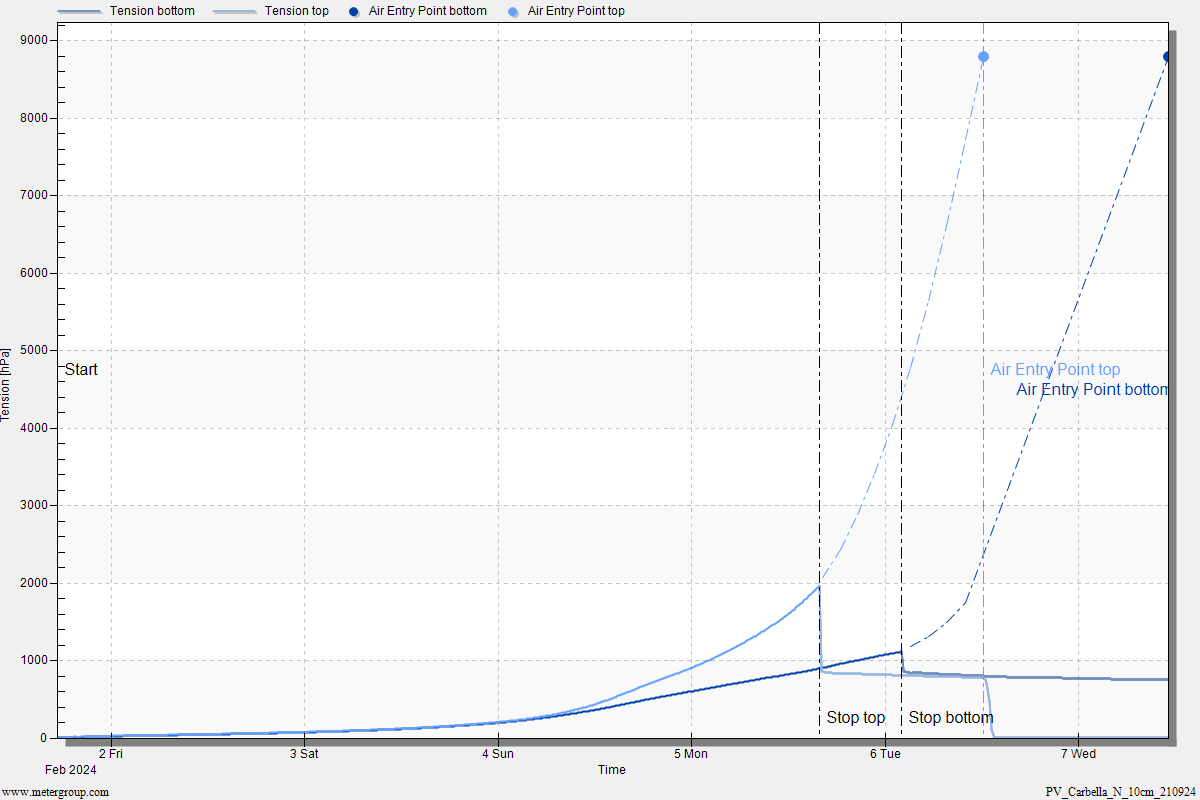 Tension bottom Tension top Air Entry Point bottom Air Entry Point top
9000
8000
7000
6000
5000
4000
3000
2000
1000
0
Tension [hPa]
Start
Air Entry Point top
Air Entry Point bottom
Stop top Stop bottom
2 Fri 3 Sat 4 Sun 5 Mon 6 Tue 7 Wed
Feb 2024 Time
www.metergroup.com PV_Carbella_N_10cm_210924